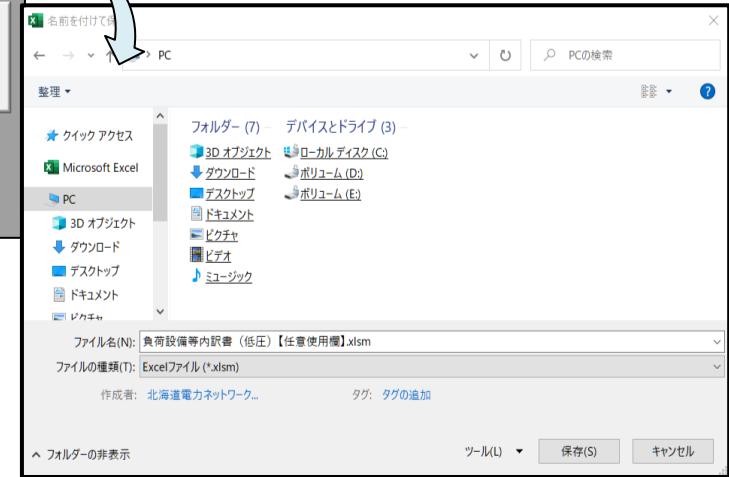 名前を付けて保
PC
PCの検索
整理
クイック アクセス
Microsoft Excel
PC
3D オブジェクト
ダウンロード
デスクトップ
ドキュメント
ピクチャ
フォルダー (7)
3D オブジェクト
ダウンロード
デスクトップ
ドキュメント
ピクチャ
ビデオ
ミュージック
デバイスとドライブ (3)
ローカル ディスク (C:)
ボリューム (D:)
ボリューム (E:)
ファイル名(N): 負荷設備等内訳書（低圧）【任意使用欄】.xlsm
ファイルの種類(T): Excelファイル (*.xlsm)
作成者: 北海道電力ネットワーク... タグ: タグの追加
フォルダーの非表示 ツール(L) 保存(S) キャンセル